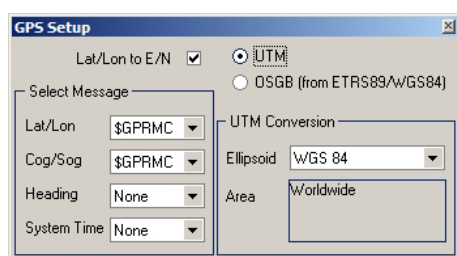 GPS Setup
Lat/Lon to E/N
UTM
OSGB (from ETRS89/WGS84)
Select Message
Lat/Lon $GPRMC
Cog/Sog $GPRMC
Heading None
System Time None
UTM Conversion
Ellipsoid WGS 84
Area Worldwide